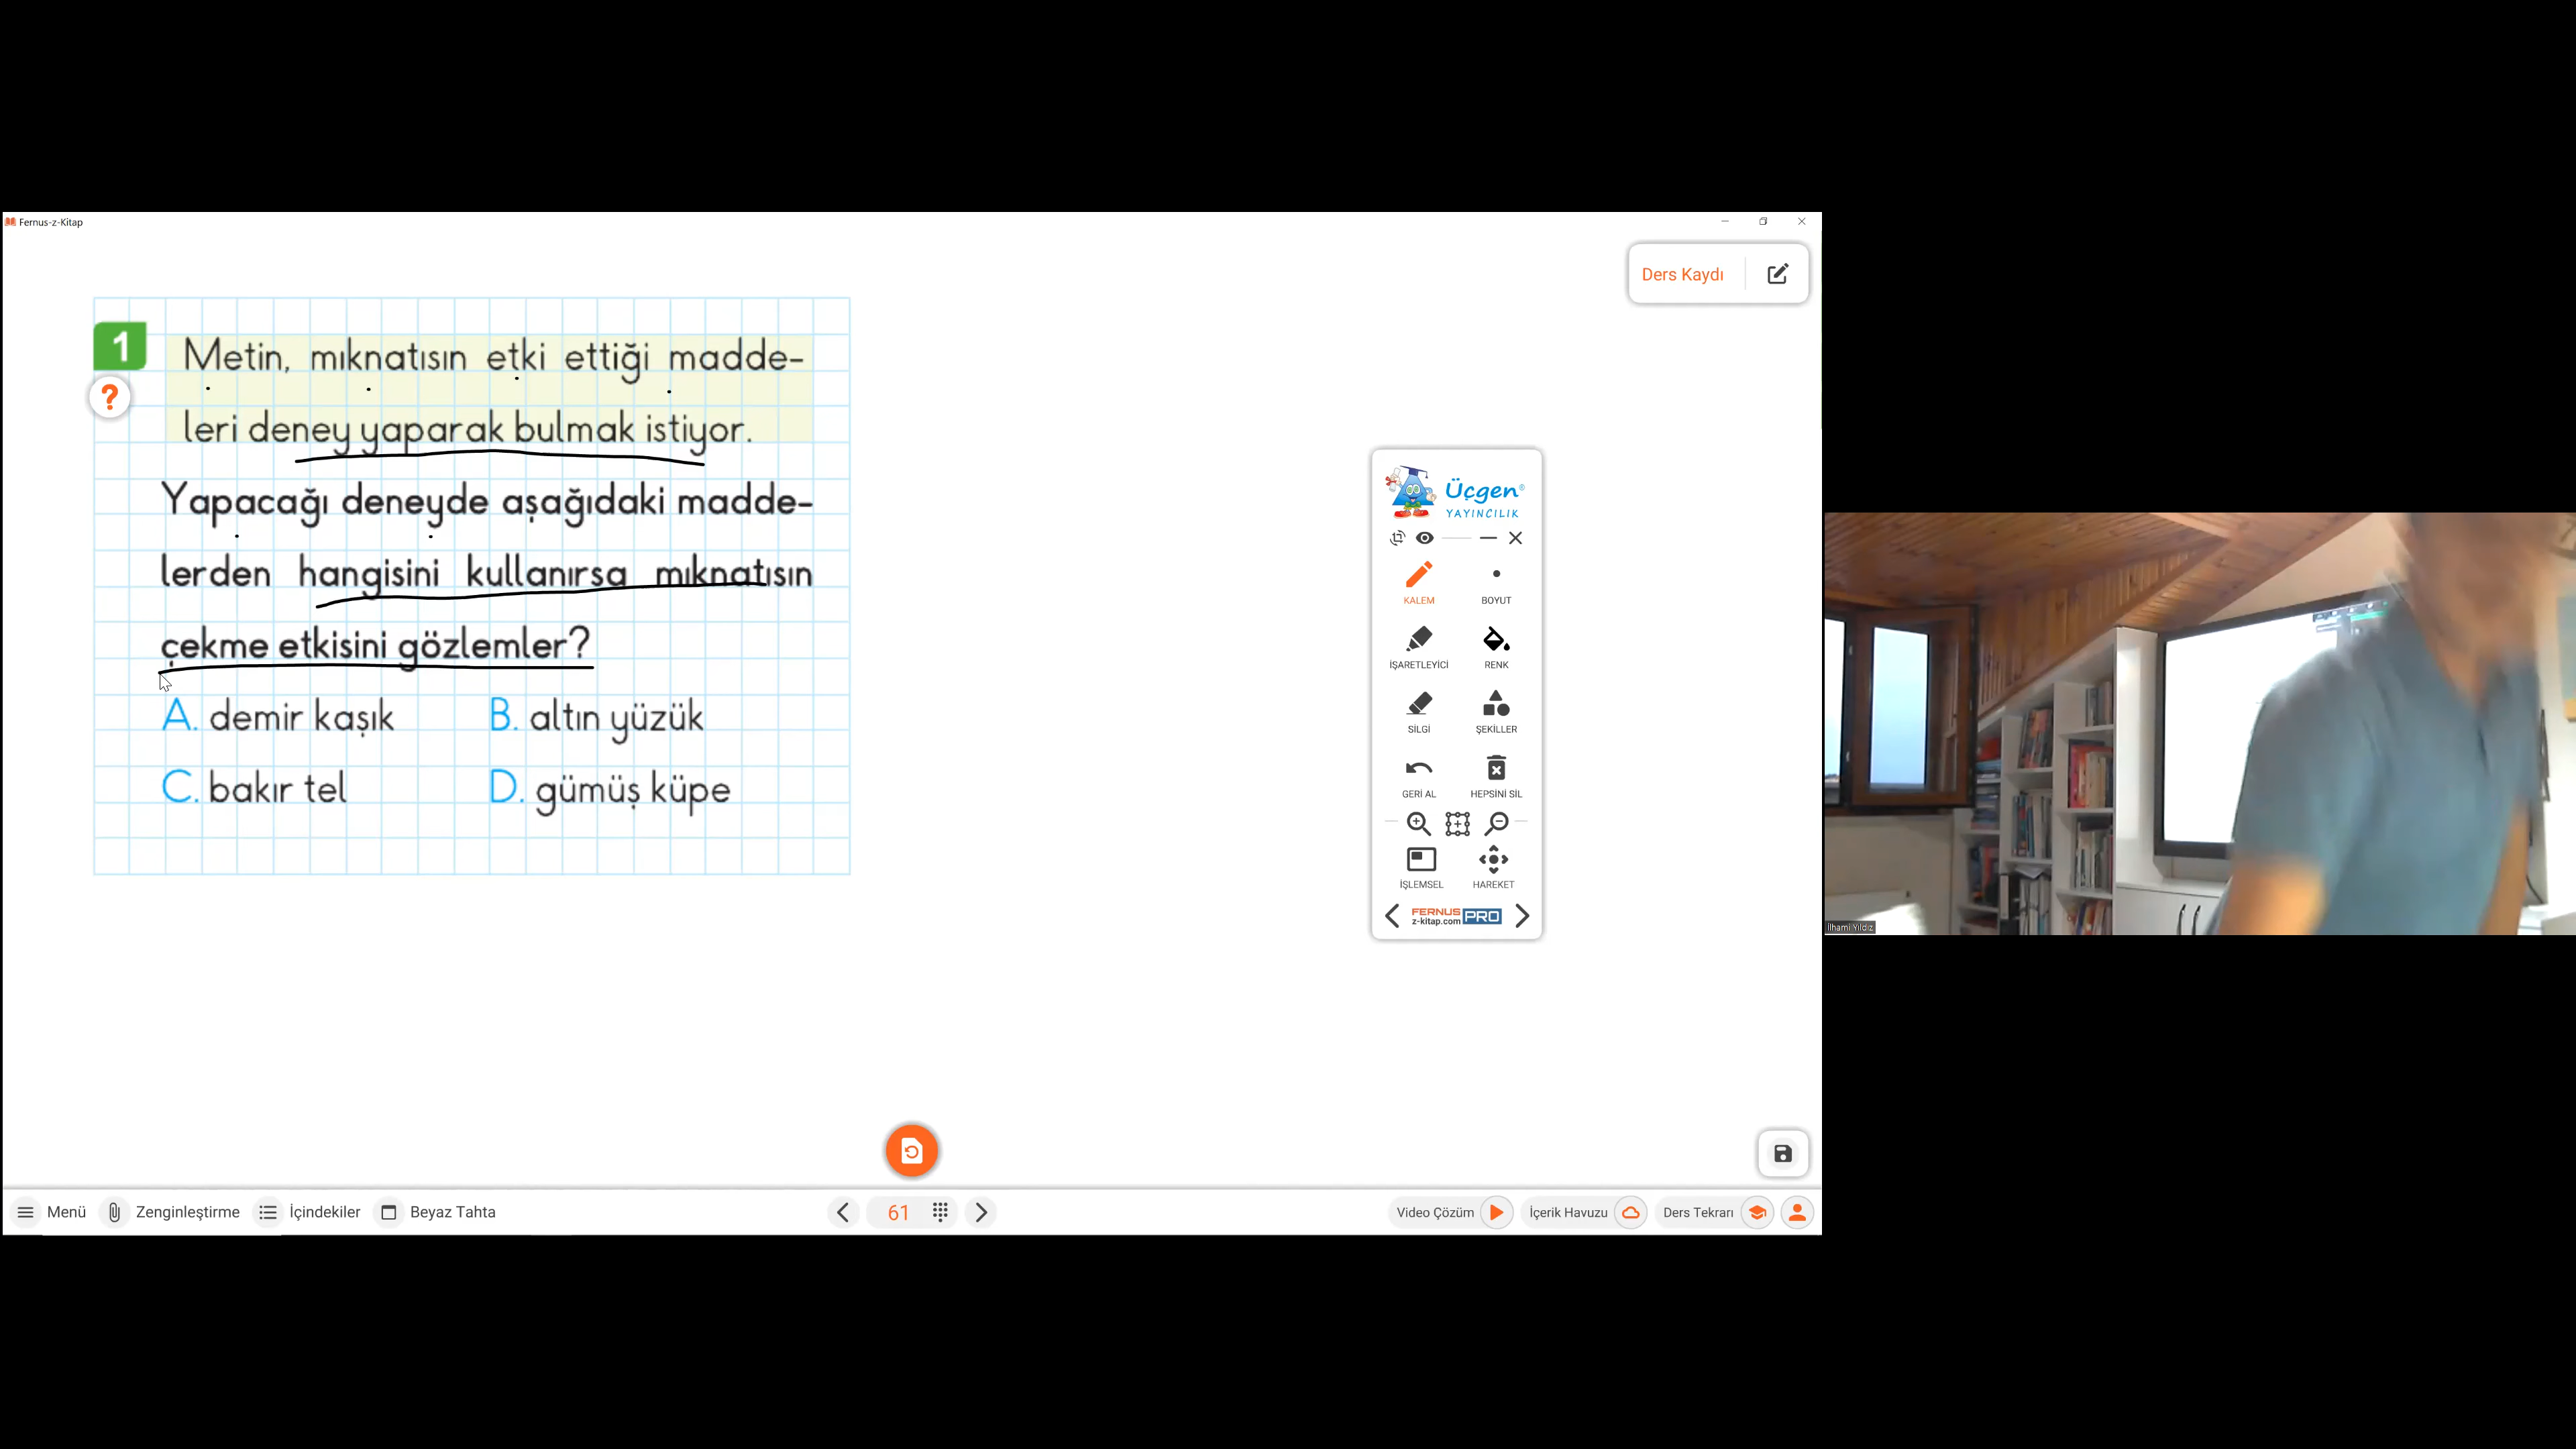 Fernus-z-Kitap
Ders Kaydı
1
Metin, mıknatısın etki ettiği madde-
leri deney yaparak bulmak istiyor.
?
Yapacağı deneyde aşağıdaki madde-
lerden hangisini kullanırsa mıknatısın
çekme etkisini gözlemler?
A. demir kaşık
B. altın yüzük
C. bakır tel
D. gümüş küpe
Üçgen®
YAYINCILIK
KALEM
BOYUT
İŞARETLEYİCİ
RENK
SİLGİ
ŞEKİLLER
GERİ AL
HEPSİNİ SİL
İŞLEMSEL
HAREKET
FERNUS
z-kitap.com
PRO
İlhami Yıldız
Menü
Zenginleştirme
İçindekiler
Beyaz Tahta
61
Video Çözüm
İçerik Havuzu
Ders Tekrarı